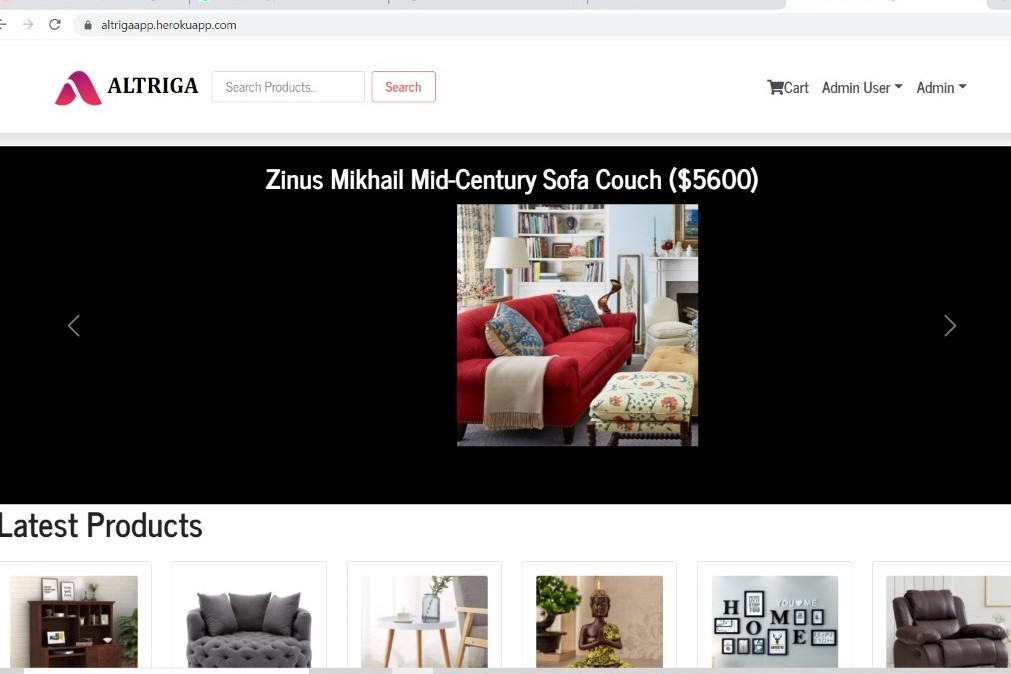 altrigaapp.herokuapp.com
ALTRIGA
Search Products...
Search
Cart
Admin User
Admin
Zinus Mikhail Mid-Century Sofa Couch ($5600)
Latest Products
YOU ME
HOME